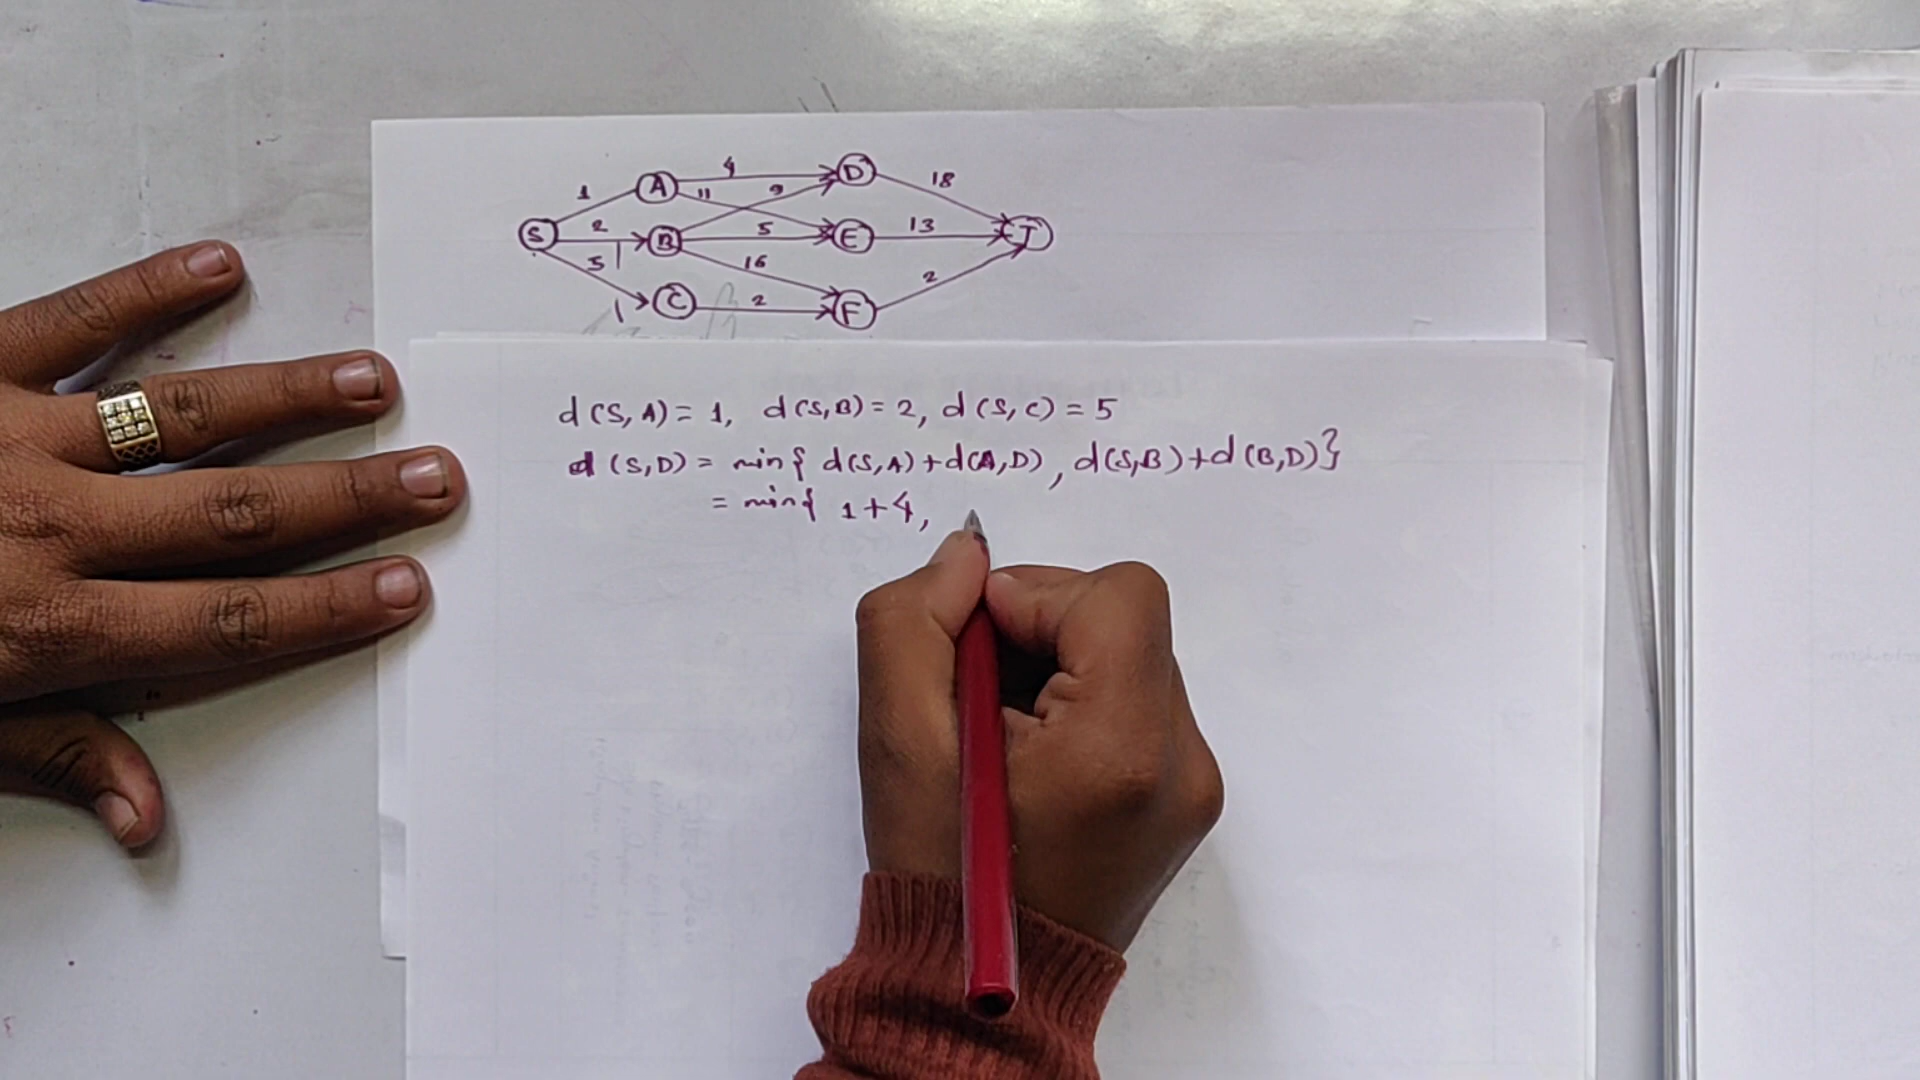 4
D
18
1
A
11
9
S
2
B
5
E
13
T
5
16
2
C
2
F
d(S,A) = 1, d(S,B) = 2, d(S,C) = 5
d(S,D) = min{ d(S,A)+d(A,D), d(S,B)+d(B,D)}
= min{ 1+4,